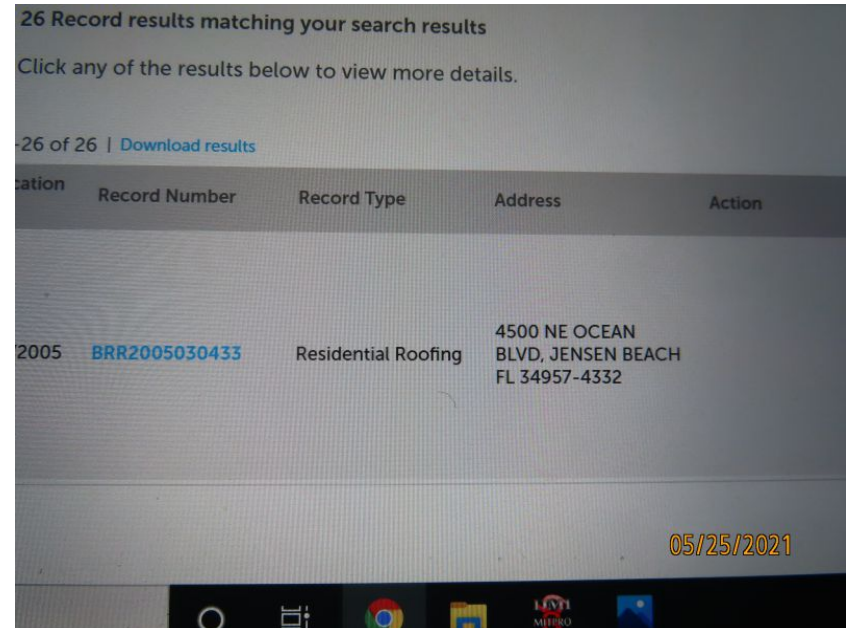 26 Record results matching your search results
Click any of the results below to view more details.
-26 of 26 | Download results
cation
Record Number
Record Type
Address
Action
2005
BRR2005030433
Residential Roofing
4500 NE OCEAN
BLVD, JENSEN BEACH
FL 34957-4332
05/25/2021
MITPRO